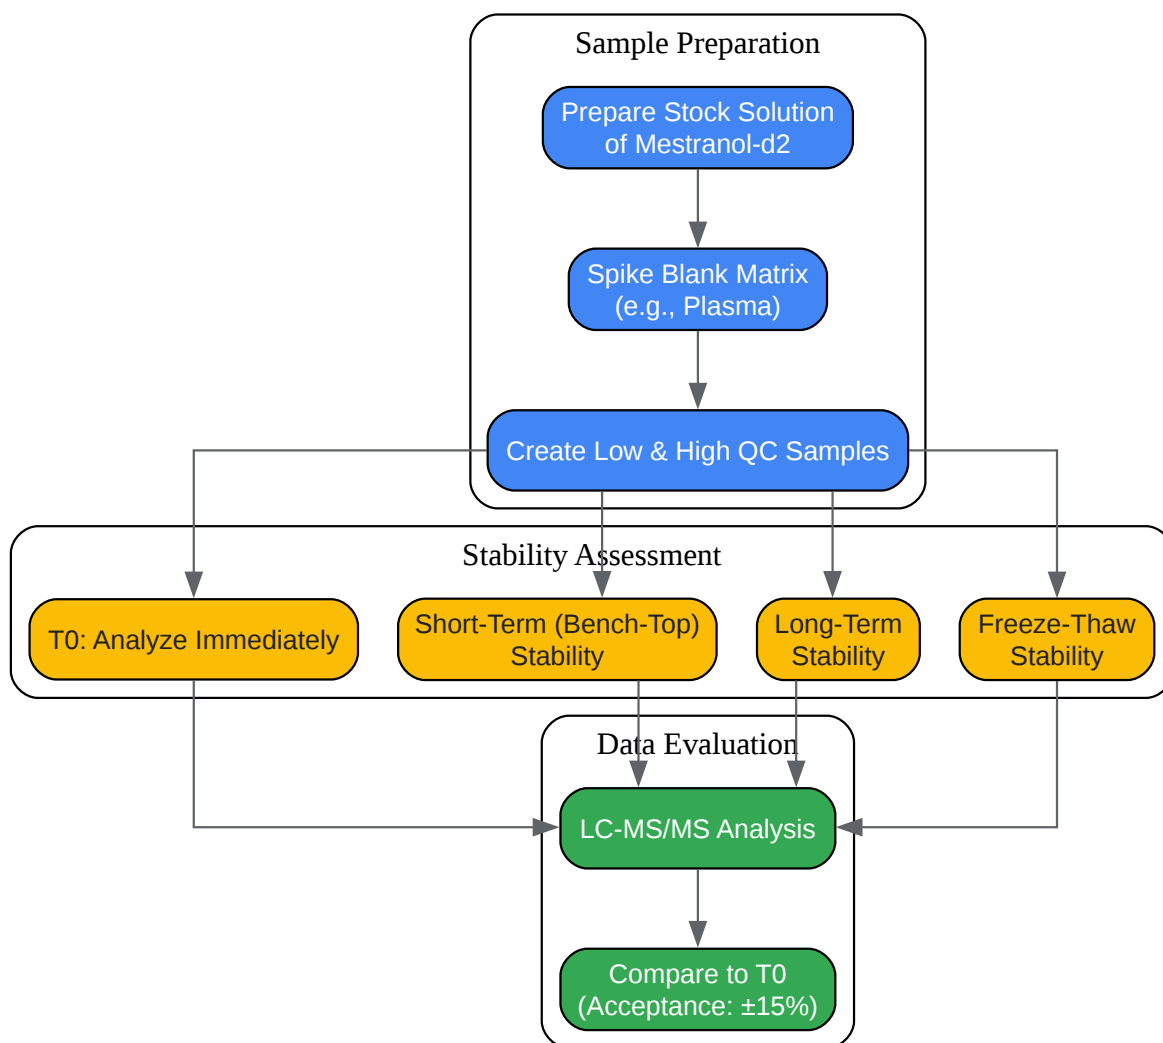 Sample Preparation
Prepare Stock Solution
of Mestranol-d2
Spike Blank Matrix
(e.g., Plasma)
Create Low & High QC Samples
Stability Assessment
T0: Analyze Immediately
Short-Term (Bench-Top)
Stability
Long-Term
Stability
Freeze-Thaw
Stability
Data Evaluation
LC-MS/MS Analysis
Compare to T0
(Acceptance: ±15%)